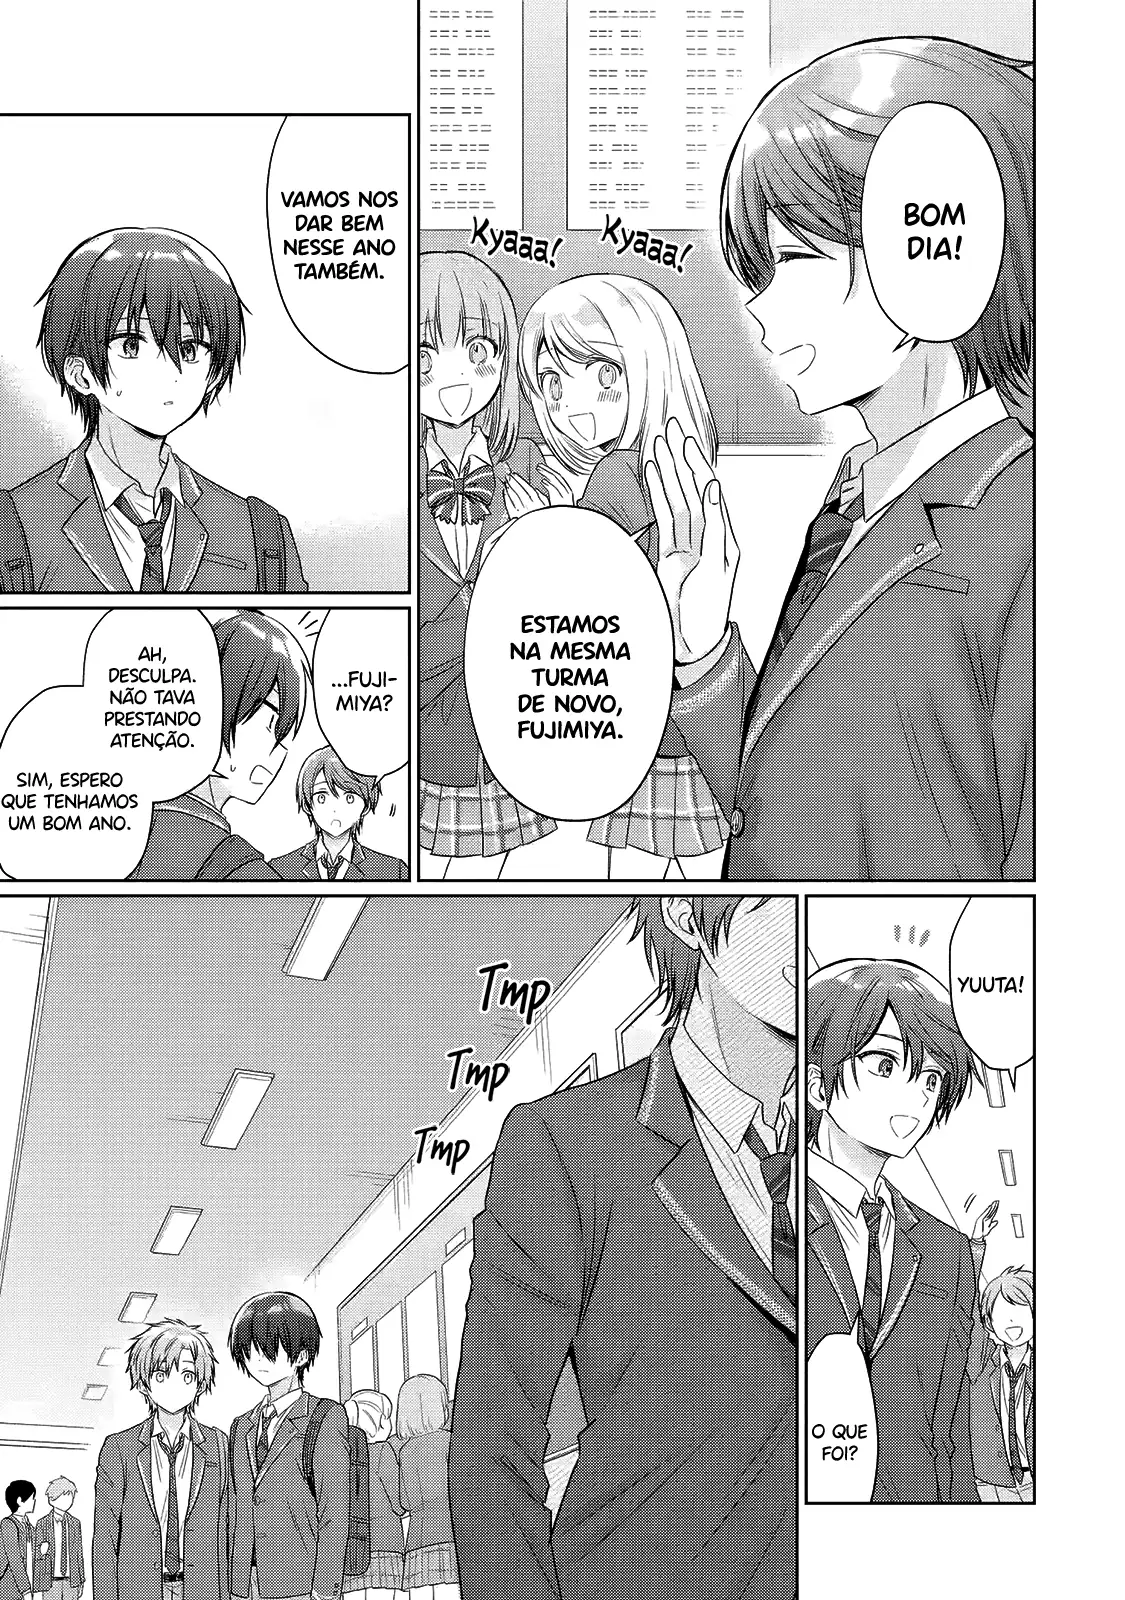 BOM
DIA!
Kyaaa!
Kyaaa!
ESTAMOS
NA MESMA
TURMA
DE NOVO,
FUJIMIYA.
VAMOS NOS
DAR BEM
NESSE ANO
TAMBÉM.
...FUJI-
MIYA?
AH,
DESCULPA.
NÃO TAVA
PRESTANDO
ATENÇÃO.
SIM, ESPERO
QUE TENHAMOS
UM BOM ANO.
YUUTA!
O QUE
FOI?
Tmp
Tmp
Tmp